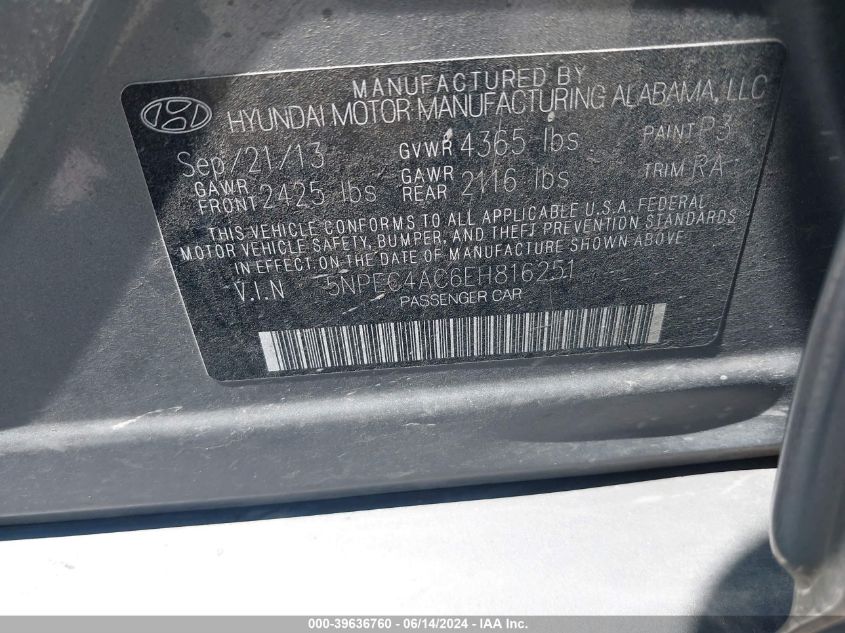 MANUFACTURED BY
HYUNDAI MOTOR MANUFACTURING ALABAMA, LLC
Sep/21/13 GVWR 4365 lbs PAINT P3
GAWR FRONT 2425 lbs GAWR REAR 2116 lbs TRIM RA
THIS VEHICLE CONFORMS TO ALL APPLICABLE U.S.A. FEDERAL
MOTOR VEHICLE SAFETY, BUMPER, AND THEFT PREVENTION STANDARDS
IN EFFECT ON THE DATE OF MANUFACTURE SHOWN ABOVE
V.I.N 5NPEC4AC6EH816251
PASSENGER CAR
000-39636760 | 06/14/2024 | IAA Inc.